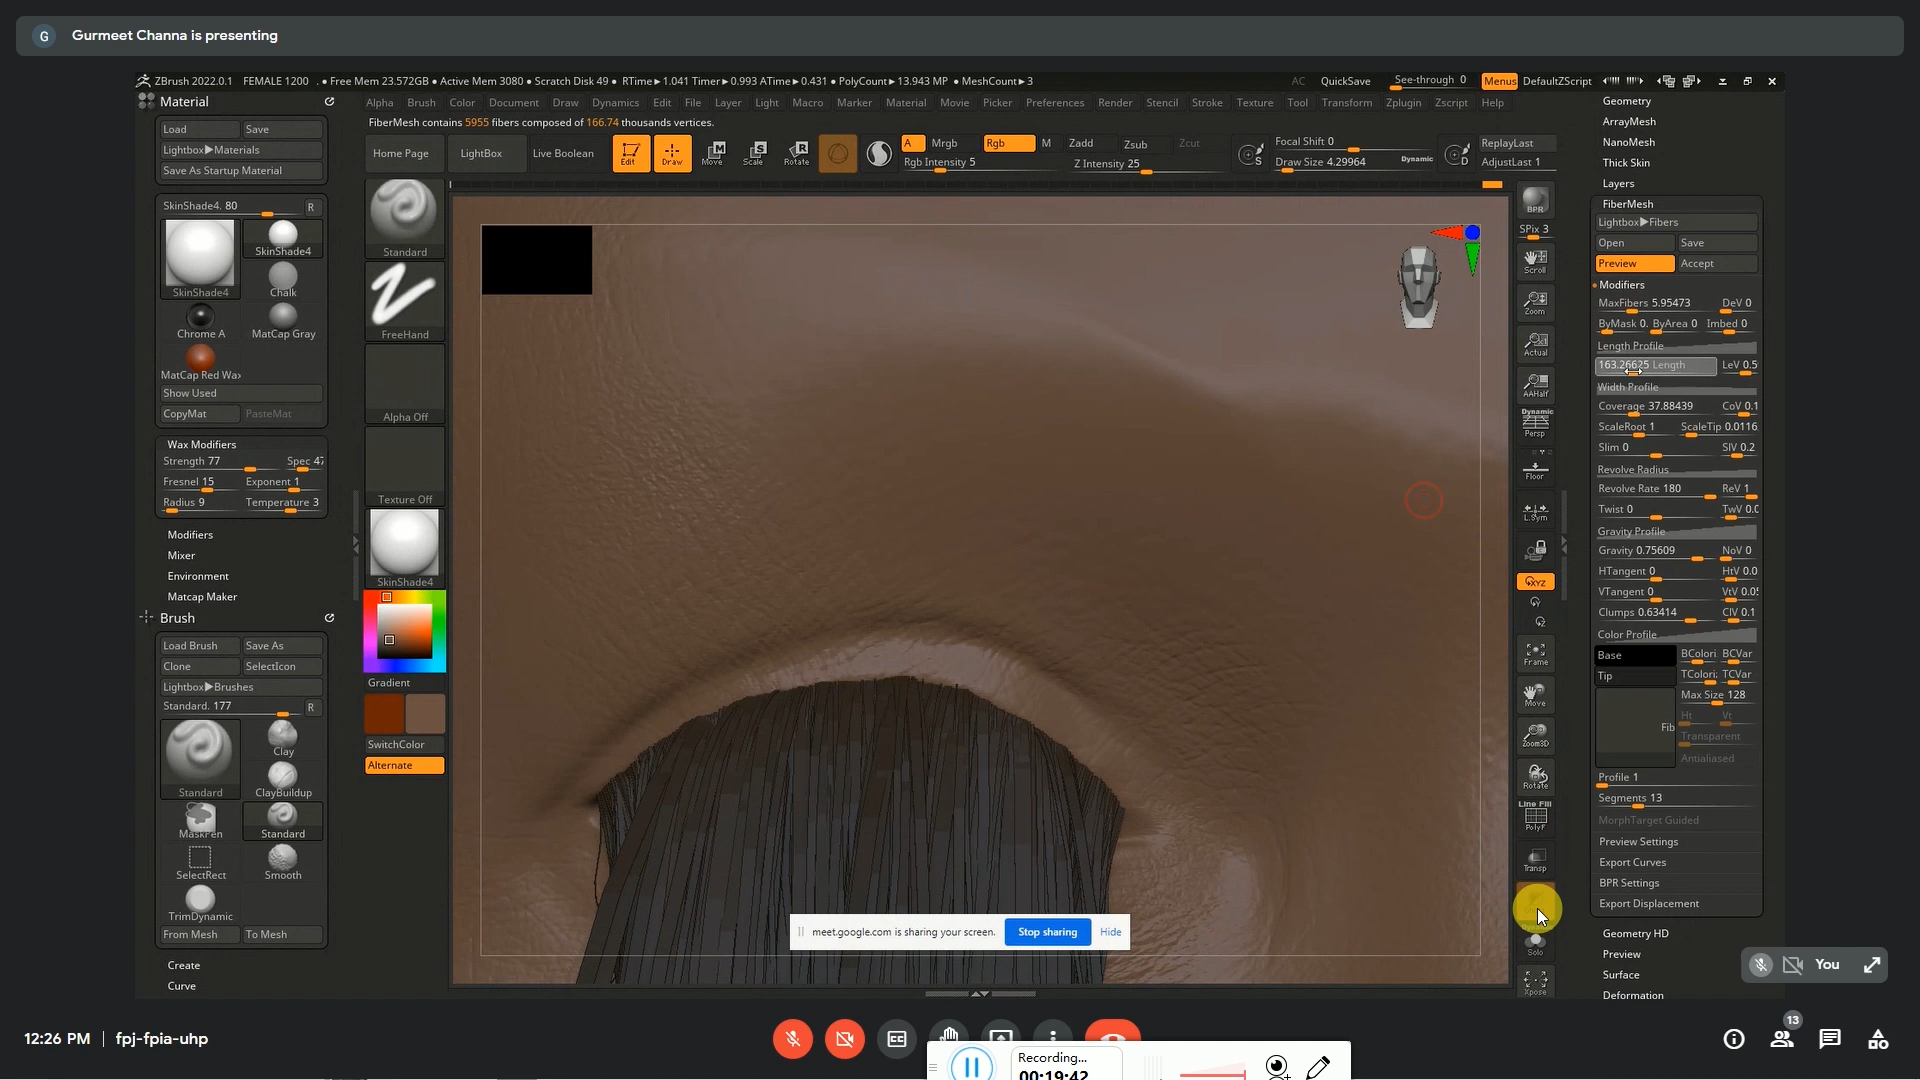 G Gurmeet Channa is presenting
ZBrush 2022.0.1 FEMALE 1200 . • Free Mem 23.572GB • Active Mem 3080 • Scratch Disk 49 • RTime▶1.041 Timer▶0.993 ATime▶0.431 • PolyCount▶13.943 MP • MeshCount▶3
AC QuickSave See-through 0 Menus DefaultZScript
Material
Alpha Brush Color Document Draw Dynamics Edit File Layer Light Macro Marker Material Movie Picker Preferences Render Stencil Stroke Texture Tool Transform Zplugin Zscript Help
FiberMesh contains 5955 fibers composed of 166.74 thousands vertices.
Load Save
Lightbox▶Materials
Save As Startup Material
SkinShade4. 80 R
SkinShade4
SkinShade4
Chalk
Chrome A
MatCap Gray
MatCap Red Wax
Show Used
CopyMat PasteMat
Wax Modifiers
Strength 77 Spec 47
Fresnel 15 Exponent 1
Radius 9 Temperature 3
Modifiers
Mixer
Environment
Matcap Maker
Brush
Load Brush Save As
Clone SelectIcon
Lightbox▶Brushes
Standard. 177 R
Standard
Clay
ClayBuildup
MaskPen
Standard
SelectRect
Smooth
TrimDynamic
From Mesh To Mesh
Create
Curve
Home Page LightBox Live Boolean
Edit Draw Move Scale Rotate
A Mrgb Rgb M Zadd Zsub Zcut
Rgb Intensity 5 Z Intensity 25
Focal Shift 0
Draw Size 4.29964 Dynamic
S D
ReplayLast
AdjustLast 1
Standard
FreeHand
Alpha Off
Texture Off
SkinShade4
Gradient
SwitchColor
Alternate
BPR
SPix 3
Scroll
Zoom
Actual
AAHalf
Dynamic
Persp
Floor
L.Sym
XYZ
Frame
Move
Zoom3D
Rotate
Line Fill
PolyF
Transp
Solo
Xpose
Geometry
ArrayMesh
NanoMesh
Thick Skin
Layers
FiberMesh
Lightbox▶Fibers
Open Save
Preview Accept
Modifiers
MaxFibers 5.95473 DeV 0
ByMask 0. ByArea 0 Imbed 0
Length Profile
163.26625 Length LeV 0.5
Width Profile
Coverage 37.88439 CoV 0.1
ScaleRoot 1 ScaleTip 0.0116
Slim 0 SlV 0.2
Revolve Radius
Revolve Rate 180 ReV 1
Twist 0 TwV 0.0
Gravity Profile
Gravity 0.75609 NoV 0
HTangent 0 HtV 0.0
VTangent 0 VtV 0.05
Clumps 0.63414 ClV 0.1
Color Profile
Base BColori BCVar
Tip TColori: TCVar
Max Size 128
Ht Vt
Fib
Transparent
Antialiased
Profile 1
Segments 13
MorphTarget Guided
Preview Settings
Export Curves
BPR Settings
Export Displacement
Geometry HD
Preview
Surface
Deformation
meet.google.com is sharing your screen. Stop sharing Hide
You
12:26 PM | fpj-fpia-uhp
13
Recording...
00:19:42